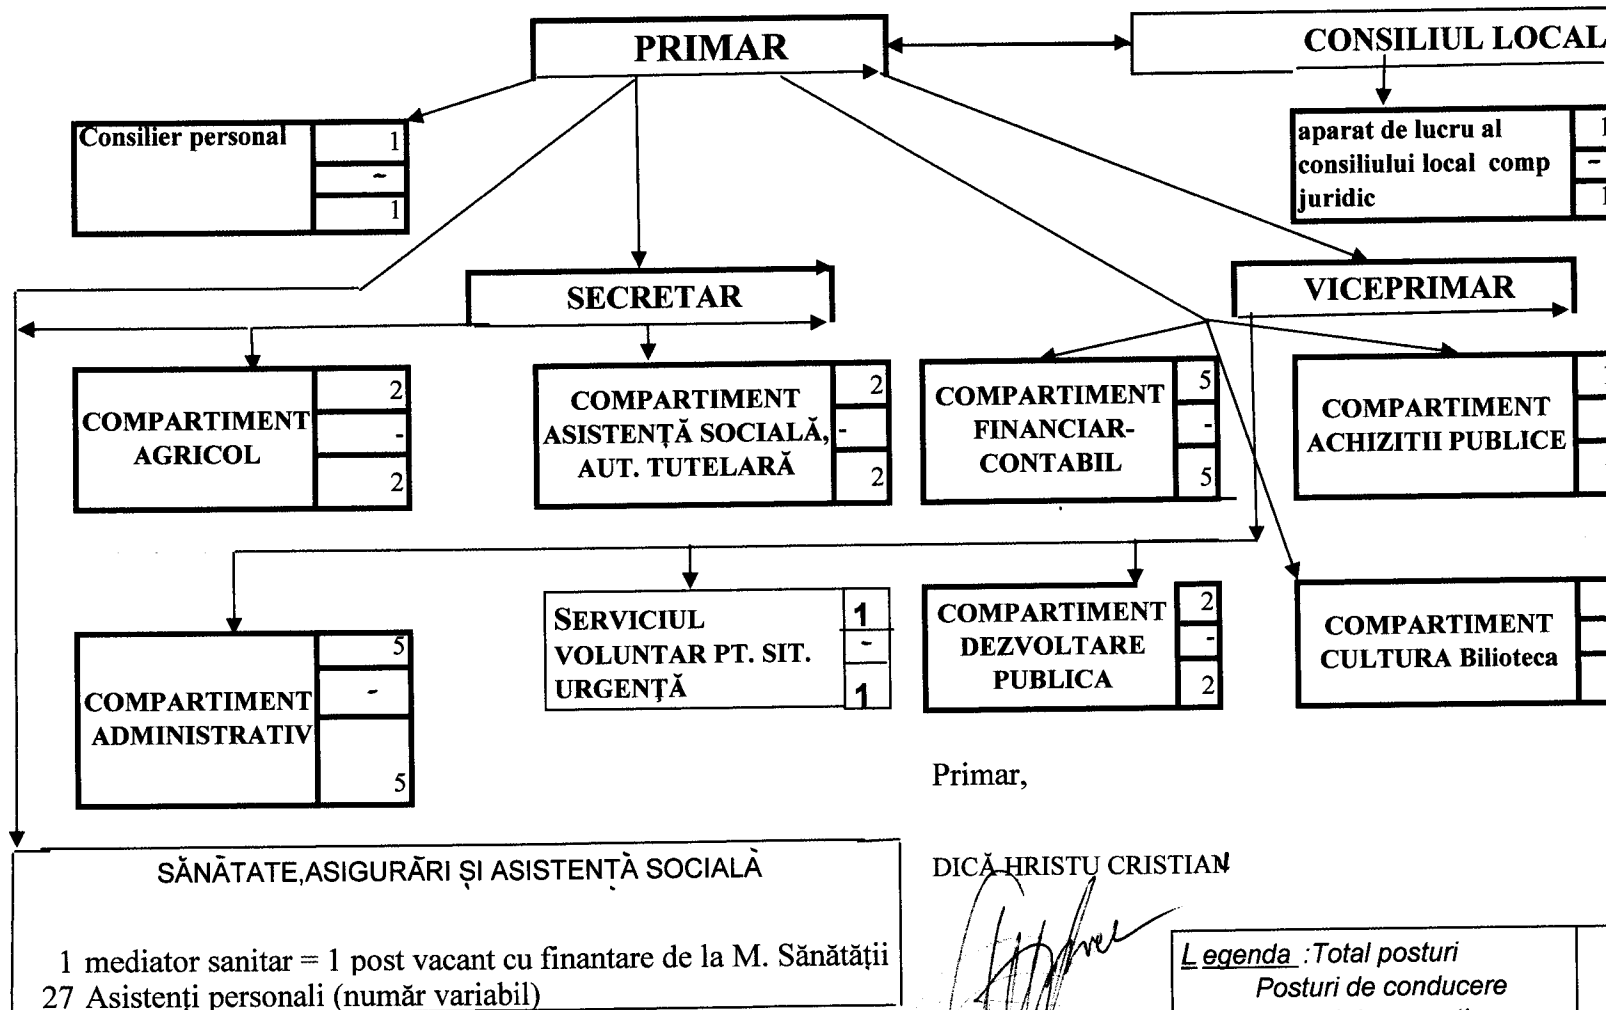 PRIMAR
CONSILIUL LOCAL
Consilier personal
1
-
1
aparat de lucru al
consiliului local comp
juridic
1
-
1
SECRETAR
VICEPRIMAR
COMPARTIMENT
AGRICOL
2
-
2
COMPARTIMENT
ASISTENȚĂ SOCIALĂ,
AUT. TUTELARĂ
2
-
2
COMPARTIMENT
FINANCIAR-
CONTABIL
5
-
5
COMPARTIMENT
ACHIZITII PUBLICE
COMPARTIMENT
ADMINISTRATIV
5
-
5
SERVICIUL
VOLUNTAR PT. SIT.
URGENȚĂ
1
-
1
COMPARTIMENT
DEZVOLTARE
PUBLICA
2
-
2
COMPARTIMENT
CULTURA Bilioteca
Primar,
DICĂ HRISTU CRISTIAN
SĂNĂTATE,ASIGURĂRI ȘI ASISTENȚĂ SOCIALĂ
1 mediator sanitar = 1 post vacant cu finantare de la M. Sănătății
27 Asistenți personali (număr variabil)
Legenda :Total posturi
Posturi de conducere